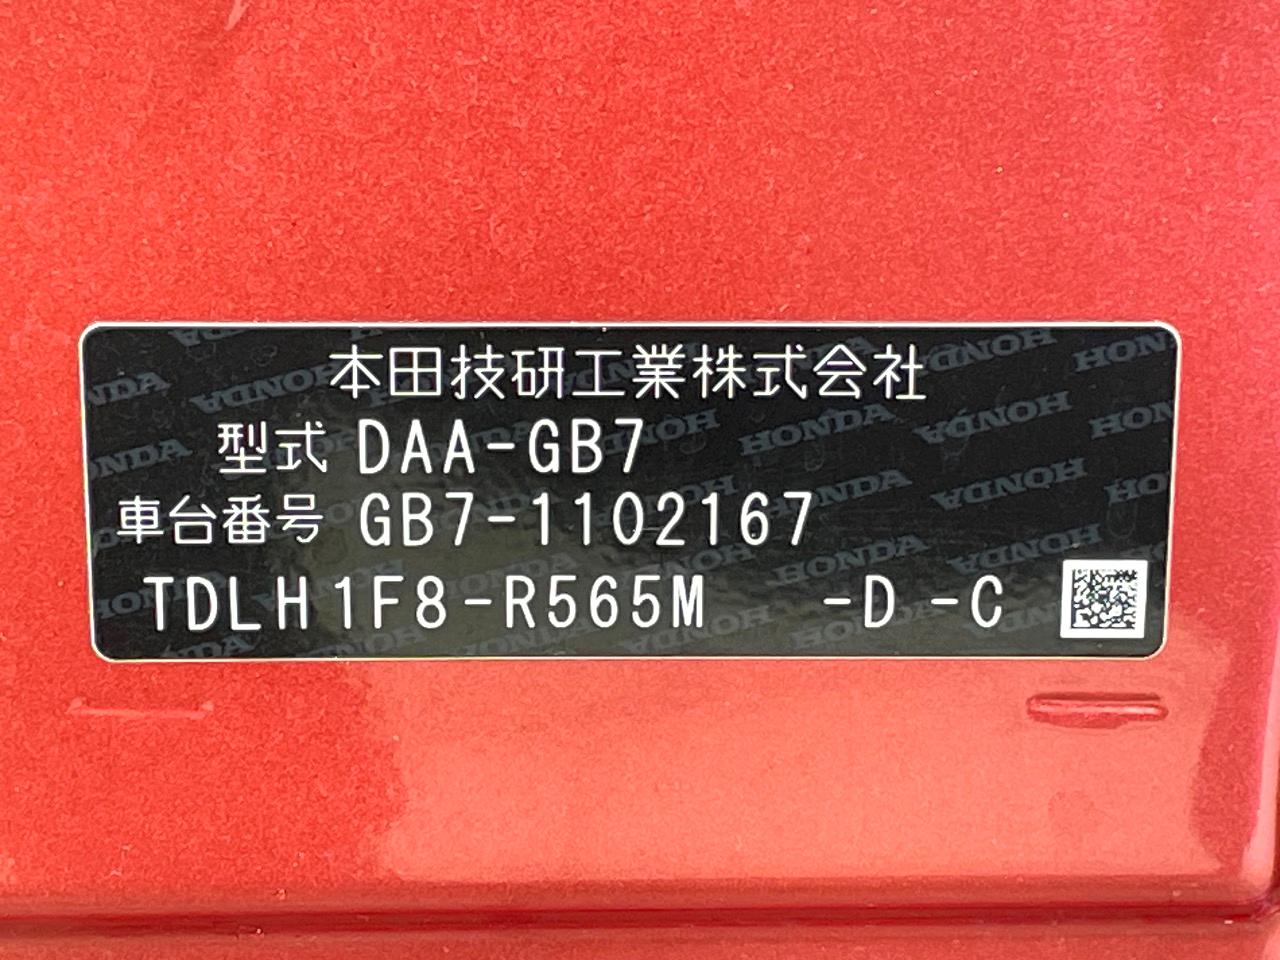 本田技研工業株式会社
型式 DAA-GB7
車台番号 GB7-1102167
TDLH1F8-R565M -D -C